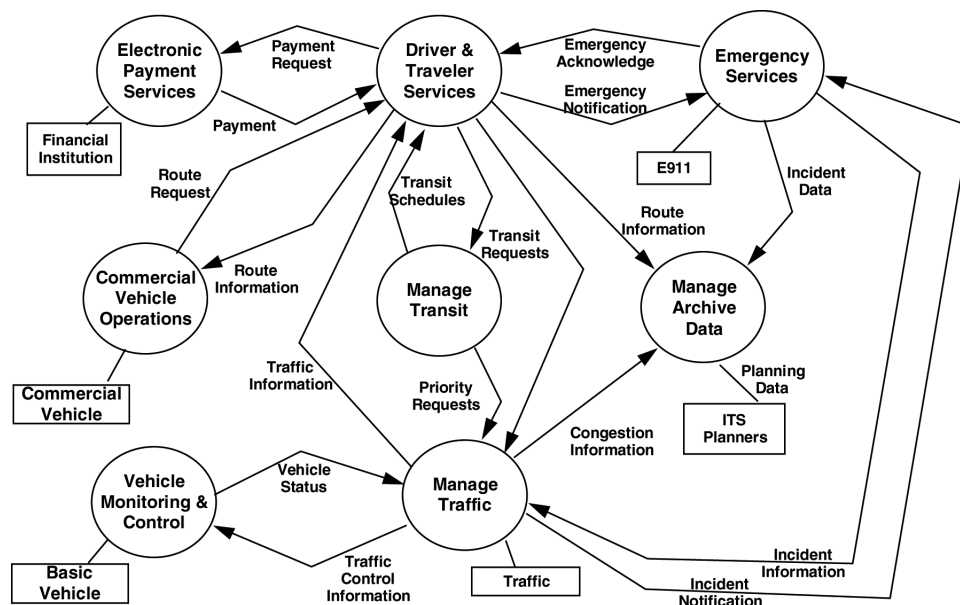 Electronic
Payment
Services
Payment
Request
Driver &
Traveler
Services
Emergency
Acknowledge
Emergency
Services
Emergency
Notification
Payment
Financial
Institution
E911
Route
Request
Transit
Schedules
Incident
Data
Route
Information
Transit
Requests
Commercial
Vehicle
Operations
Route
Information
Manage
Transit
Manage
Archive
Data
Traffic
Information
Priority
Requests
Planning
Data
Commercial
Vehicle
ITS
Planners
Congestion
Information
Vehicle
Monitoring &
Control
Vehicle
Status
Manage
Traffic
Basic
Vehicle
Traffic
Control
Information
Traffic
Incident
Information
Incident
Notification